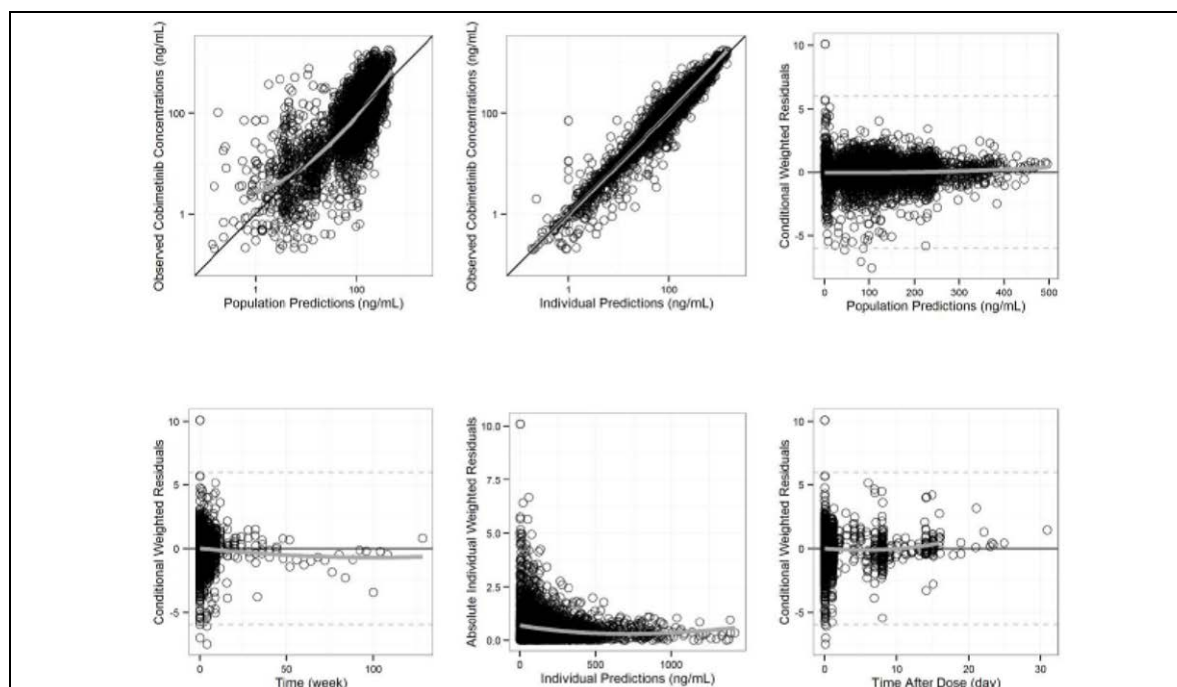 Observed Cobimetinib Concentrations (ng/mL)
100
1
1
100
Population Predictions (ng/mL)
Observed Cobimetinib Concentrations (ng/mL)
100
1
1
100
Individual Predictions (ng/mL)
Conditional Weighted Residuals
10
5
0
-5
0 100 200 300 400 500
Population Predictions (ng/mL)
Conditional Weighted Residuals
10
5
0
-5
0 50 100
Time (week)
Absolute Individual Weighted Residuals
10.0
7.5
5.0
2.5
0.0
0 500 1000
Individual Predictions (ng/mL)
Conditional Weighted Residuals
10
5
0
-5
0 10 20 30
Time After Dose (day)